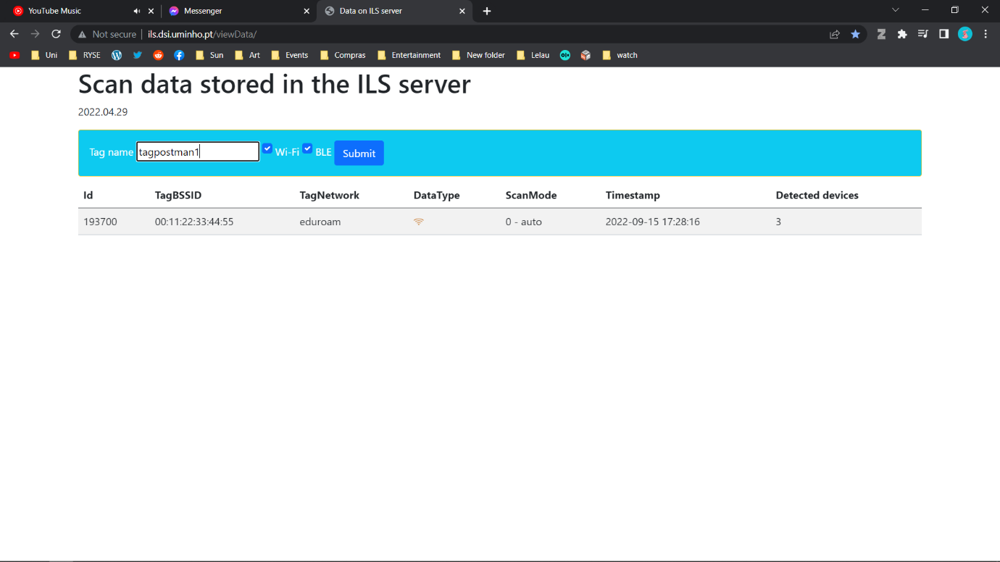 YouTube Music
Messenger
Data on ILS server
Not secure
ils.dsi.uminho.pt/viewData/
Uni
RYSE
Sun
Art
Events
Compras
Entertainment
New folder
Lelau
watch
Scan data stored in the ILS server
2022.04.29
Tag name tagpostman1 Wi-Fi BLE Submit
Id TagBSSID TagNetwork DataType ScanMode Timestamp Detected devices
193700 00:11:22:33:44:55 eduroam 0 - auto 2022-09-15 17:28:16 3